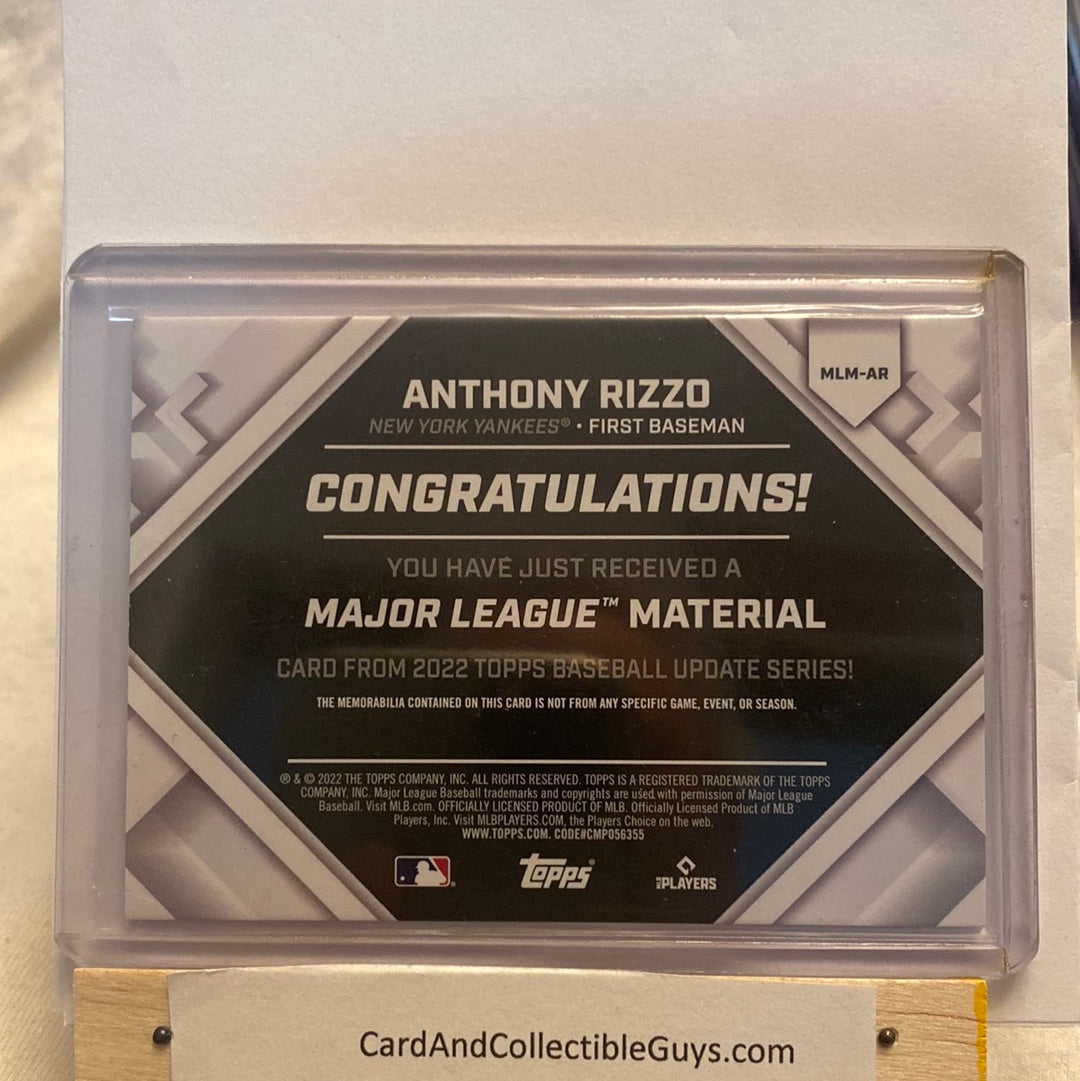 MLM-AR
ANTHONY RIZZO
NEW YORK YANKEES® • FIRST BASEMAN
CONGRATULATIONS!
YOU HAVE JUST RECEIVED A
MAJOR LEAGUE™ MATERIAL
CARD FROM 2022 TOPPS BASEBALL UPDATE SERIES!
THE MEMORABILIA CONTAINED ON THIS CARD IS NOT FROM ANY SPECIFIC GAME, EVENT, OR SEASON.
® & © 2022 THE TOPPS COMPANY, INC. ALL RIGHTS RESERVED. TOPPS IS A REGISTERED TRADEMARK OF THE TOPPS
COMPANY, INC. Major League Baseball trademarks and copyrights are used with permission of Major League
Baseball. Visit MLB.com. OFFICIALLY LICENSED PRODUCT OF MLB. Officially Licensed Product of MLB
Players, Inc. Visit MLBPLAYERS.COM, the Players Choice on the web.
WWW.TOPPS.COM. CODE#CMP056355
Topps® PLAYERS
CardAndCollectibleGuys.com